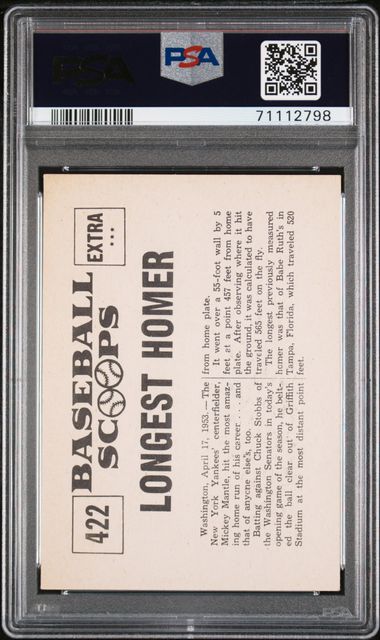 PSA
PSA
71112798
422
BASEBALL
SCOOPS
EXTRA
...
LONGEST HOMER
Washington, April 17, 1953.—The
New York Yankees' centerfielder,
Mickey Mantle, hit the most amaz-
ing home run of his career . . . and
that of anyone else's, too.
Batting against Chuck Stobbs of
the Washington Senators in today's
opening game of the season, he belt-
ed the ball clear out of Griffith
Stadium at the most distant point
from home plate.
It went over a 55-foot wall by 5
feet at a point 457 feet from home
plate. After observing where it hit
the ground, it was calculated to have
traveled 565 feet on the fly.
The longest previously measured
homer was that of Babe Ruth's in
Tampa, Florida, which traveled 520
feet.